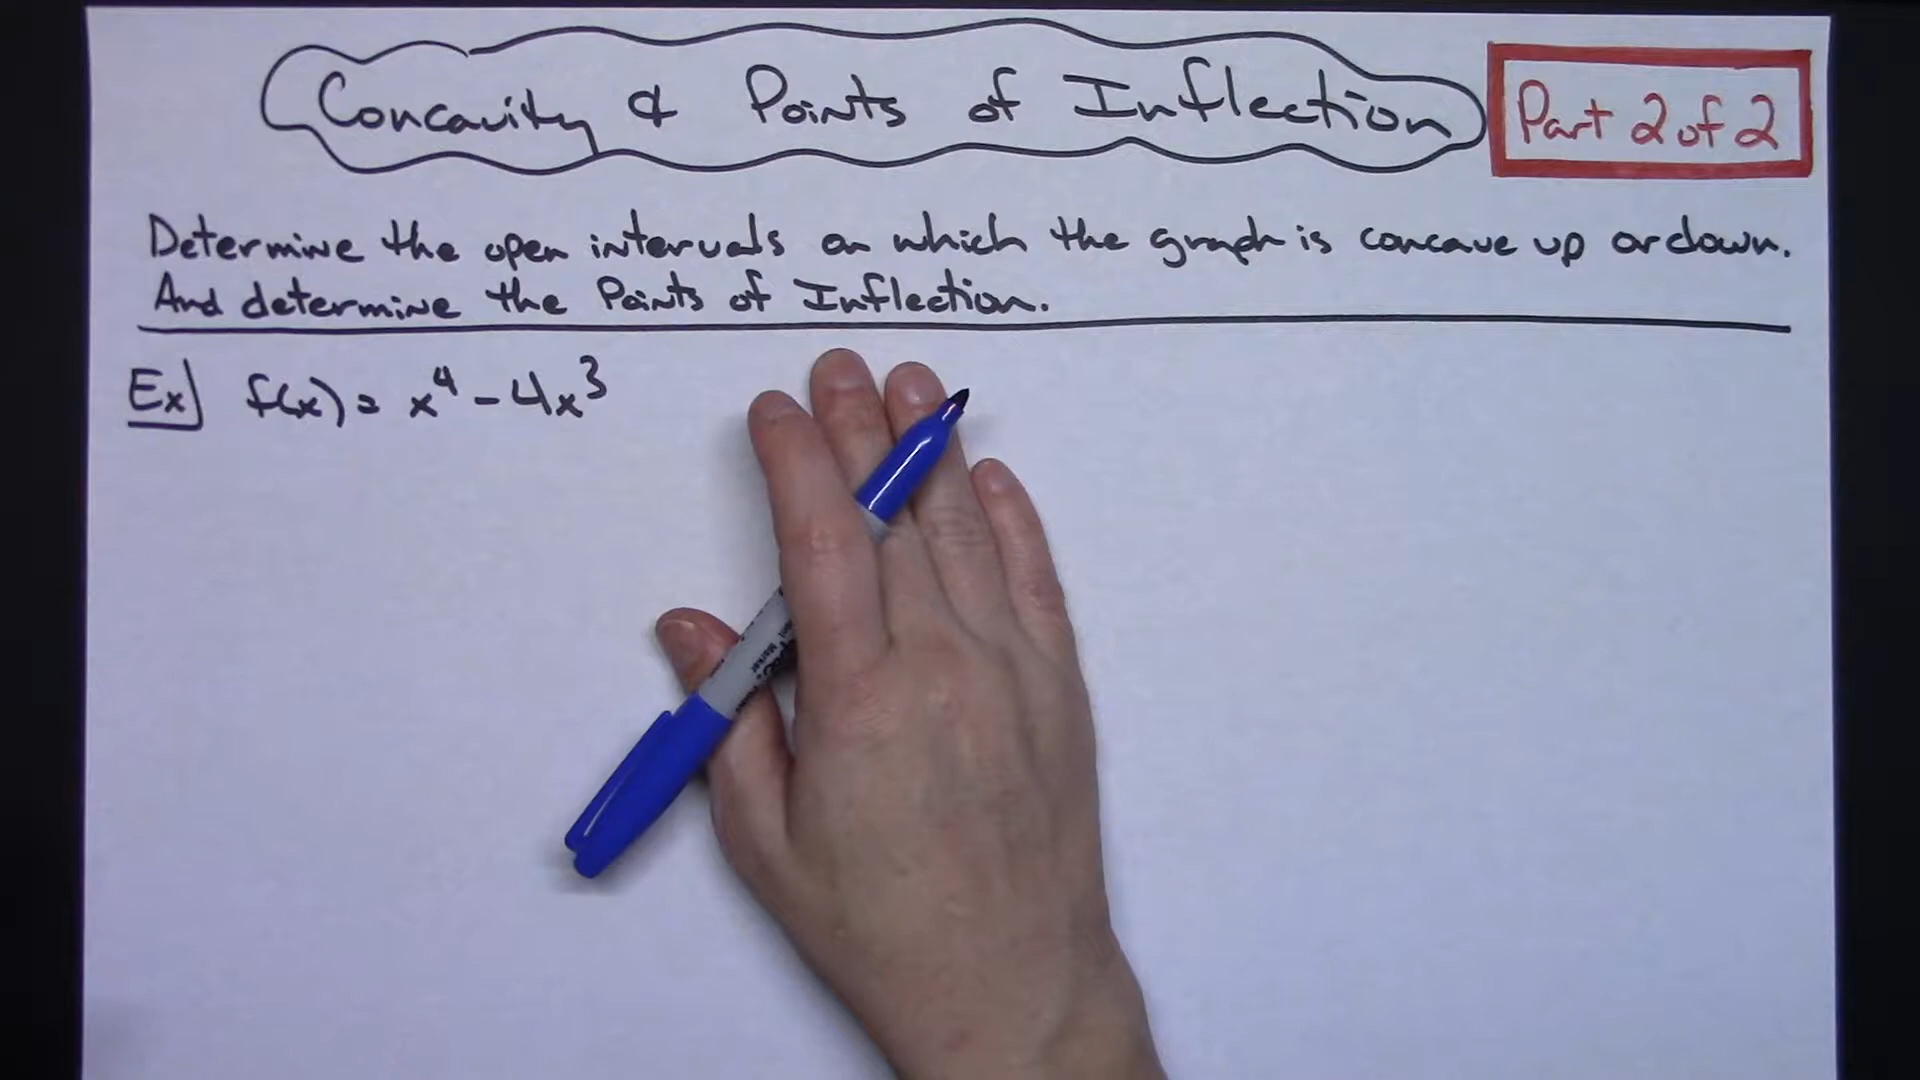 Concavity & Points of Inflection
Part 2 of 2
Determine the open intervals on which the graph is concave up or down.
And determine the Points of Inflection.
Ex) f(x) = x⁴ - 4x³